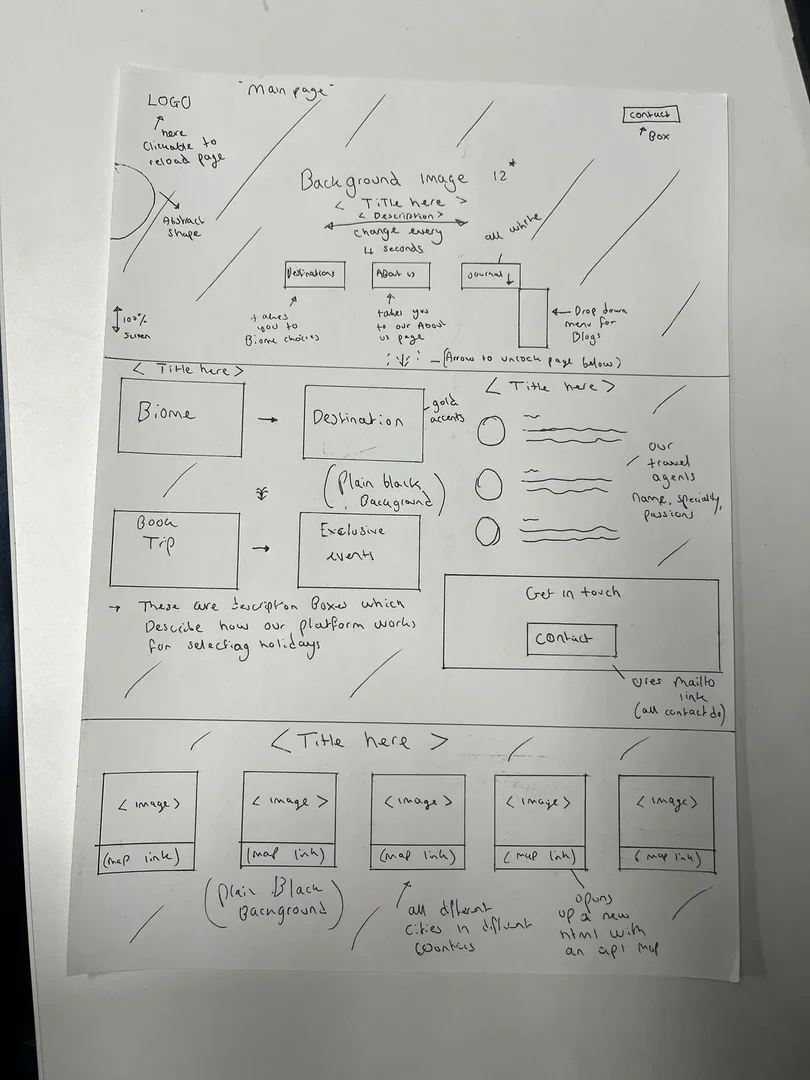 "Main page"
LOGO
here
Clickable to
reload page
contact
Box
Abstract
Shape
Background Image 12*
< Title here >
< Description >
change every
4 seconds
all white
Destinations
About us
Journal
takes
you to
Biome choices
takes you
to our About
us page
Drop down
menu for
Blogs
100%
Screen
(Arrow to unlock page below)
< Title here >
Biome
Destination
gold
accents
(Plain black
Background)
Book
Trip
Exclusive
events
→ These are description Boxes which
Describe how our platform works
for selecting holidays
< Title here >
our
travel
agents
name, speciality,
passions
Get in touch
contact
Uses mailto
link
(all contact do)
< Title here >
< image >
< image >
< image >
< image >
< image >
(map link)
(map link)
(map link)
(map link)
(map link)
(Plain Black
Background)
all different
cities in diffrent
opens
up a new
html with
an api map